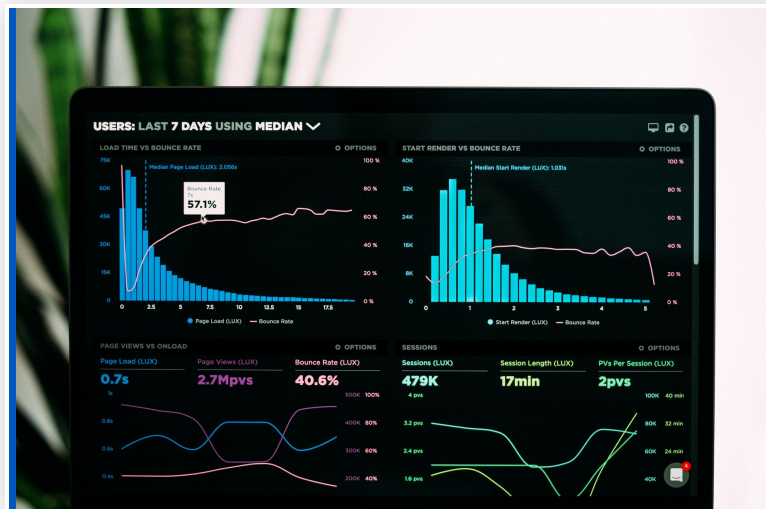 USERS: LAST 7 DAYS USING MEDIAN
LOAD TIME VS BOUNCE RATE
OPTIONS
75K
60K
45K
30K
15K
0
Median Page Load (LUX): 2.056s
Bounce Rate
7s
57.1%
100 %
80 %
60 %
40 %
20 %
0 %
0 2.5 5 7.5 10 12.5 15 17.5
Page Load (LUX) Bounce Rate
START RENDER VS BOUNCE RATE
OPTIONS
40K
32K
24K
16K
8K
0
Median Start Render (LUX): 1.031s
100 %
80 %
60 %
40 %
20 %
0 %
0 1 2 3 4 5
Start Render (LUX) Bounce Rate
PAGE VIEWS VS ONLOAD
OPTIONS
Page Load (LUX) Page Views (LUX) Bounce Rate (LUX)
0.7s 2.7Mpvs 40.6%
1s 500K 100%
0.8s 400K 80%
0.6s 300K 60%
0.4s 200K 40%
SESSIONS
OPTIONS
Sessions (LUX) Session Length (LUX) PVs Per Session (LUX)
479K 17min 2pvs
4 pvs 100K 40 min
3.2 pvs 80K 32 min
2.4 pvs 60K 24 min
1.6 pvs 40K
4